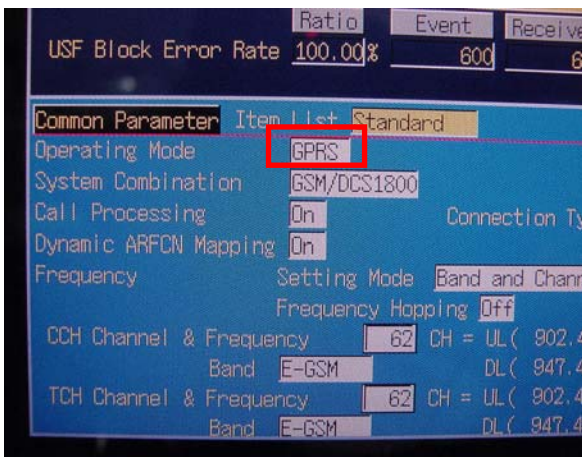 Ratio Event Receive
USF Block Error Rate 100.00% 600 6
Common Parameter Item List Standard
Operating Mode GPRS
System Combination GSM/DCS1800
Call Processing On Connection Ty
Dynamic ARFCN Mapping On
Frequency Setting Mode Band and Chann
Frequency Hopping Off
CCH Channel & Frequency 62 CH = UL( 902.4
Band E-GSM DL( 947.4
TCH Channel & Frequency 62 CH = UL( 902.4
Band E-GSM DL( 947.4